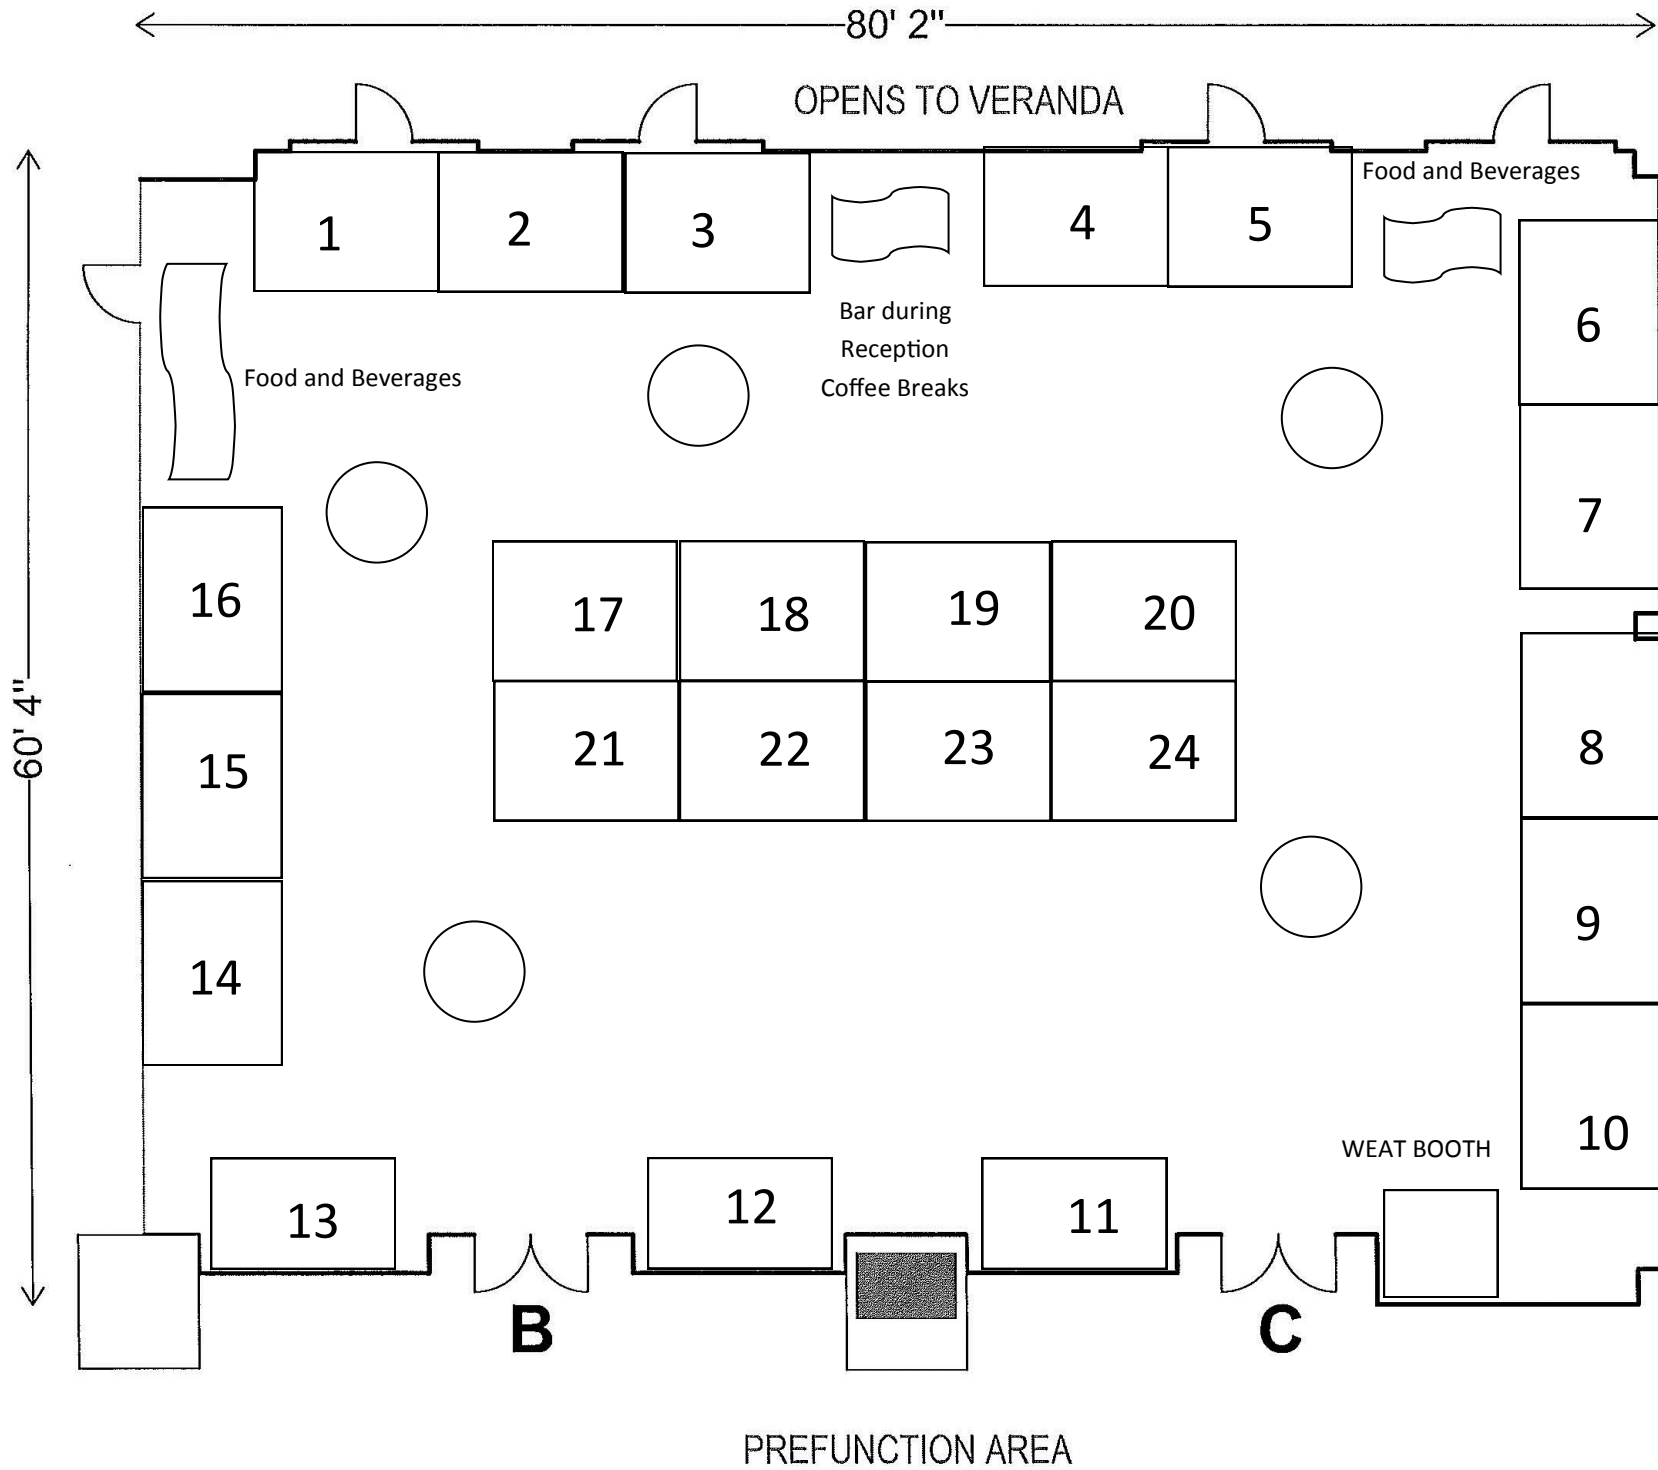 80' 2"
OPENS TO VERANDA
Food and Beverages
1
2
3
4
5
6
Bar during
Reception
Coffee Breaks
Food and Beverages
7
16
17
18
19
20
60' 4"
15
21
22
23
24
8
14
9
10
WEAT BOOTH
13
12
11
B
C
PREFUNCTION AREA